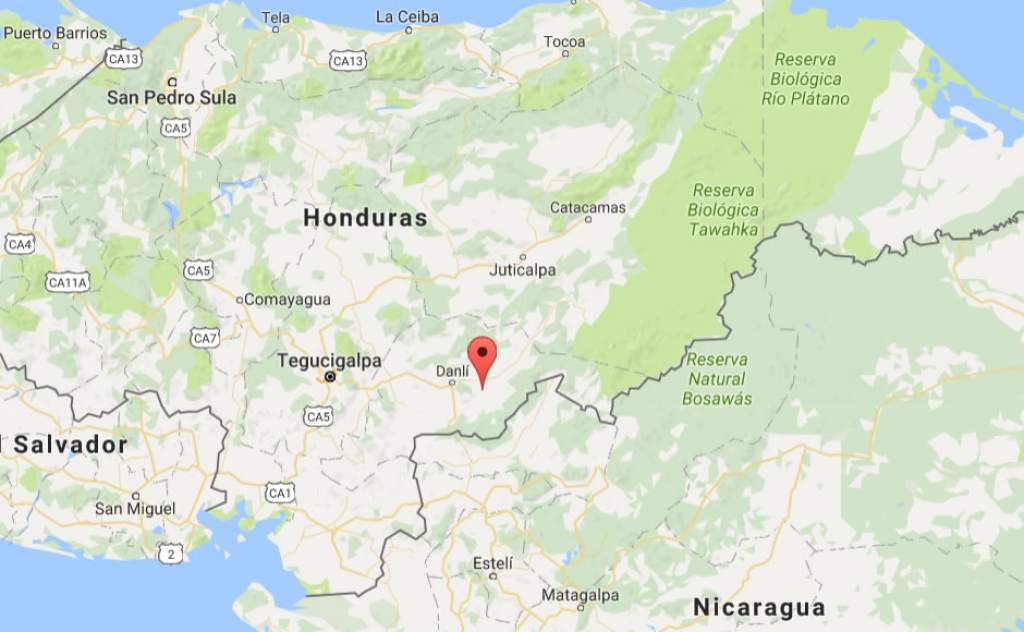 Tela
La Ceiba
Puerto Barrios
Tocoa
CA13
CA13
Reserva
Biológica
Río Plátano
San Pedro Sula
CA5
Reserva
Biológica
Tawahka
Catacamas
Honduras
CA4
Juticalpa
CA5
CA11A
Comayagua
CA7
Tegucigalpa
Danlí
Reserva
Natural
Bosawás
CA5
l Salvador
CA1
San Miguel
2
Estelí
Matagalpa
Nicaragua